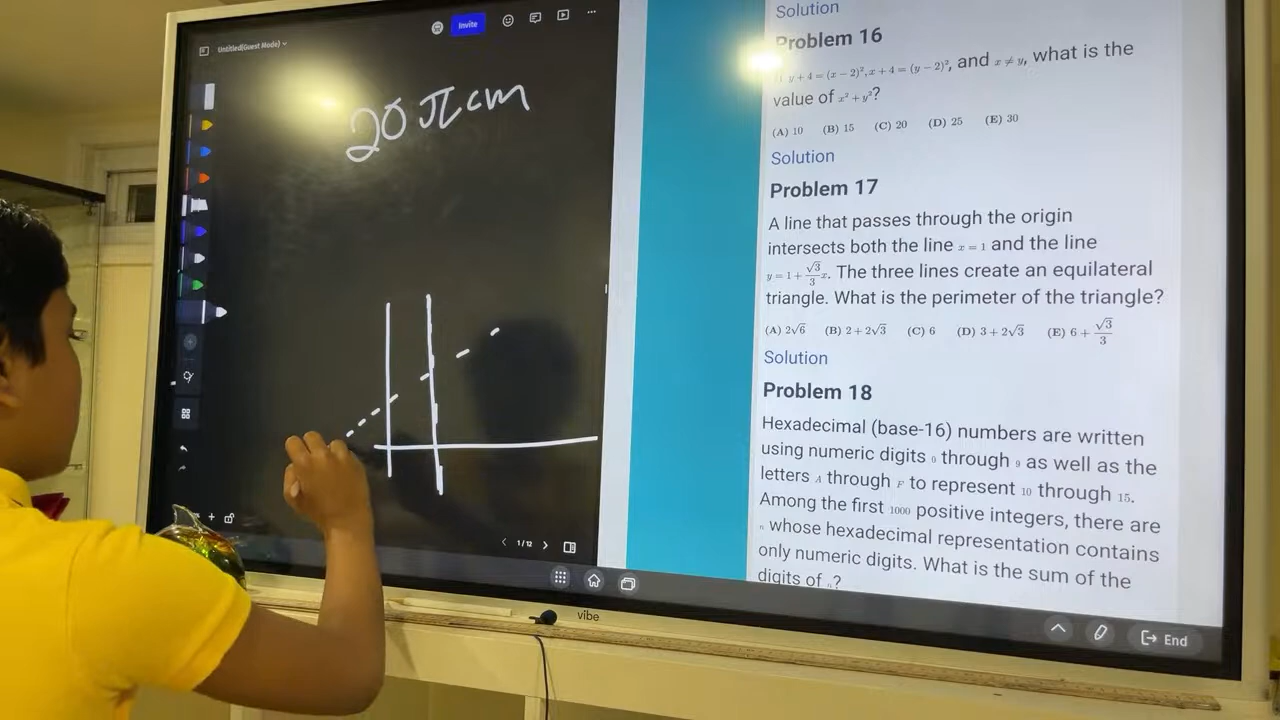 Untitled(Guest Mode)
Invite
20 π cm
1/12
Solution
Problem 16
y + 4 = (x − 2)², x + 4 = (y − 2)², and x ≠ y, what is the
value of x² + y²?
(A) 10 (B) 15 (C) 20 (D) 25 (E) 30
Solution
Problem 17
A line that passes through the origin
intersects both the line x = 1 and the line
y = 1 + √3/3 x. The three lines create an equilateral
triangle. What is the perimeter of the triangle?
(A) 2√6 (B) 2 + 2√3 (C) 6 (D) 3 + 2√3 (E) 6 + √3/3
Solution
Problem 18
Hexadecimal (base-16) numbers are written
using numeric digits 0 through 9 as well as the
letters A through F to represent 10 through 15.
Among the first 1000 positive integers, there are
n whose hexadecimal representation contains
only numeric digits. What is the sum of the
digits of n?
End
vibe